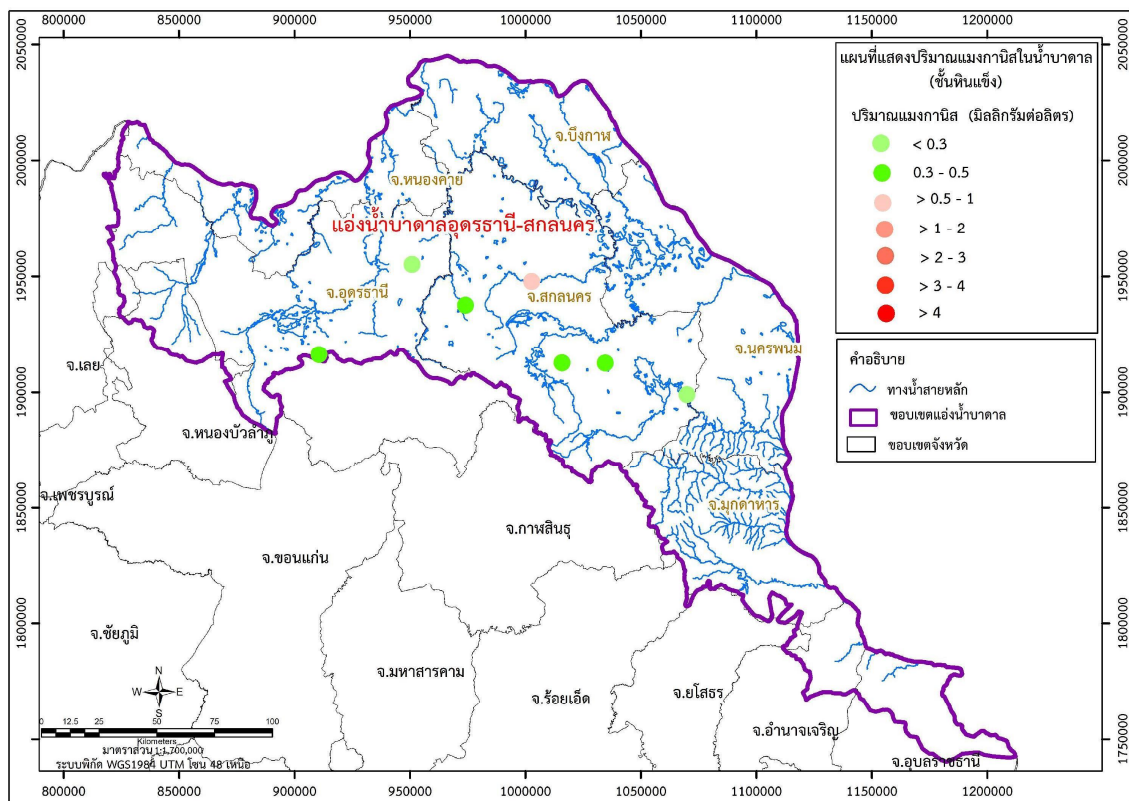 800000 850000 900000 950000 1000000 1050000 1100000 1150000 1200000
2050000
2000000
1950000
1900000
1850000
1800000
1750000
2050000
2000000
1950000
1900000
1850000
1800000
1750000
แผนที่แสดงปริมาณแมงกานิสในน้ำบาดาล
(ชั้นหินแข็ง)
ปริมาณแมงกานิส (มิลลิกรัมต่อลิตร)
< 0.3
0.3 - 0.5
> 0.5 - 1
> 1 - 2
> 2 - 3
> 3 - 4
> 4
คำอธิบาย
ทางน้ำสายหลัก
ขอบเขตแอ่งน้ำบาดาล
ขอบเขตจังหวัด
จ.บึงกาฬ
จ.หนองคาย
แอ่งน้ำบาดาลอุดรธานี-สกลนคร
จ.อุดรธานี
จ.สกลนคร
จ.นครพนม
จ.เลย
จ.หนองบัวลำภู
จ.เพชรบูรณ์
จ.มุกดาหาร
จ.กาฬสินธุ์
จ.ขอนแก่น
จ.ชัยภูมิ
จ.มหาสารคาม
จ.ร้อยเอ็ด
จ.ยโสธร
จ.อำนาจเจริญ
จ.อุบลราชธานี
N
W E
S
0 12.5 25 50 75 100
Kilometers
มาตราส่วน 1:1,700,000
ระบบพิกัด WGS1984 UTM โซน 48 เหนือ
800000 850000 900000 950000 1000000 1050000 1100000 1150000 1200000